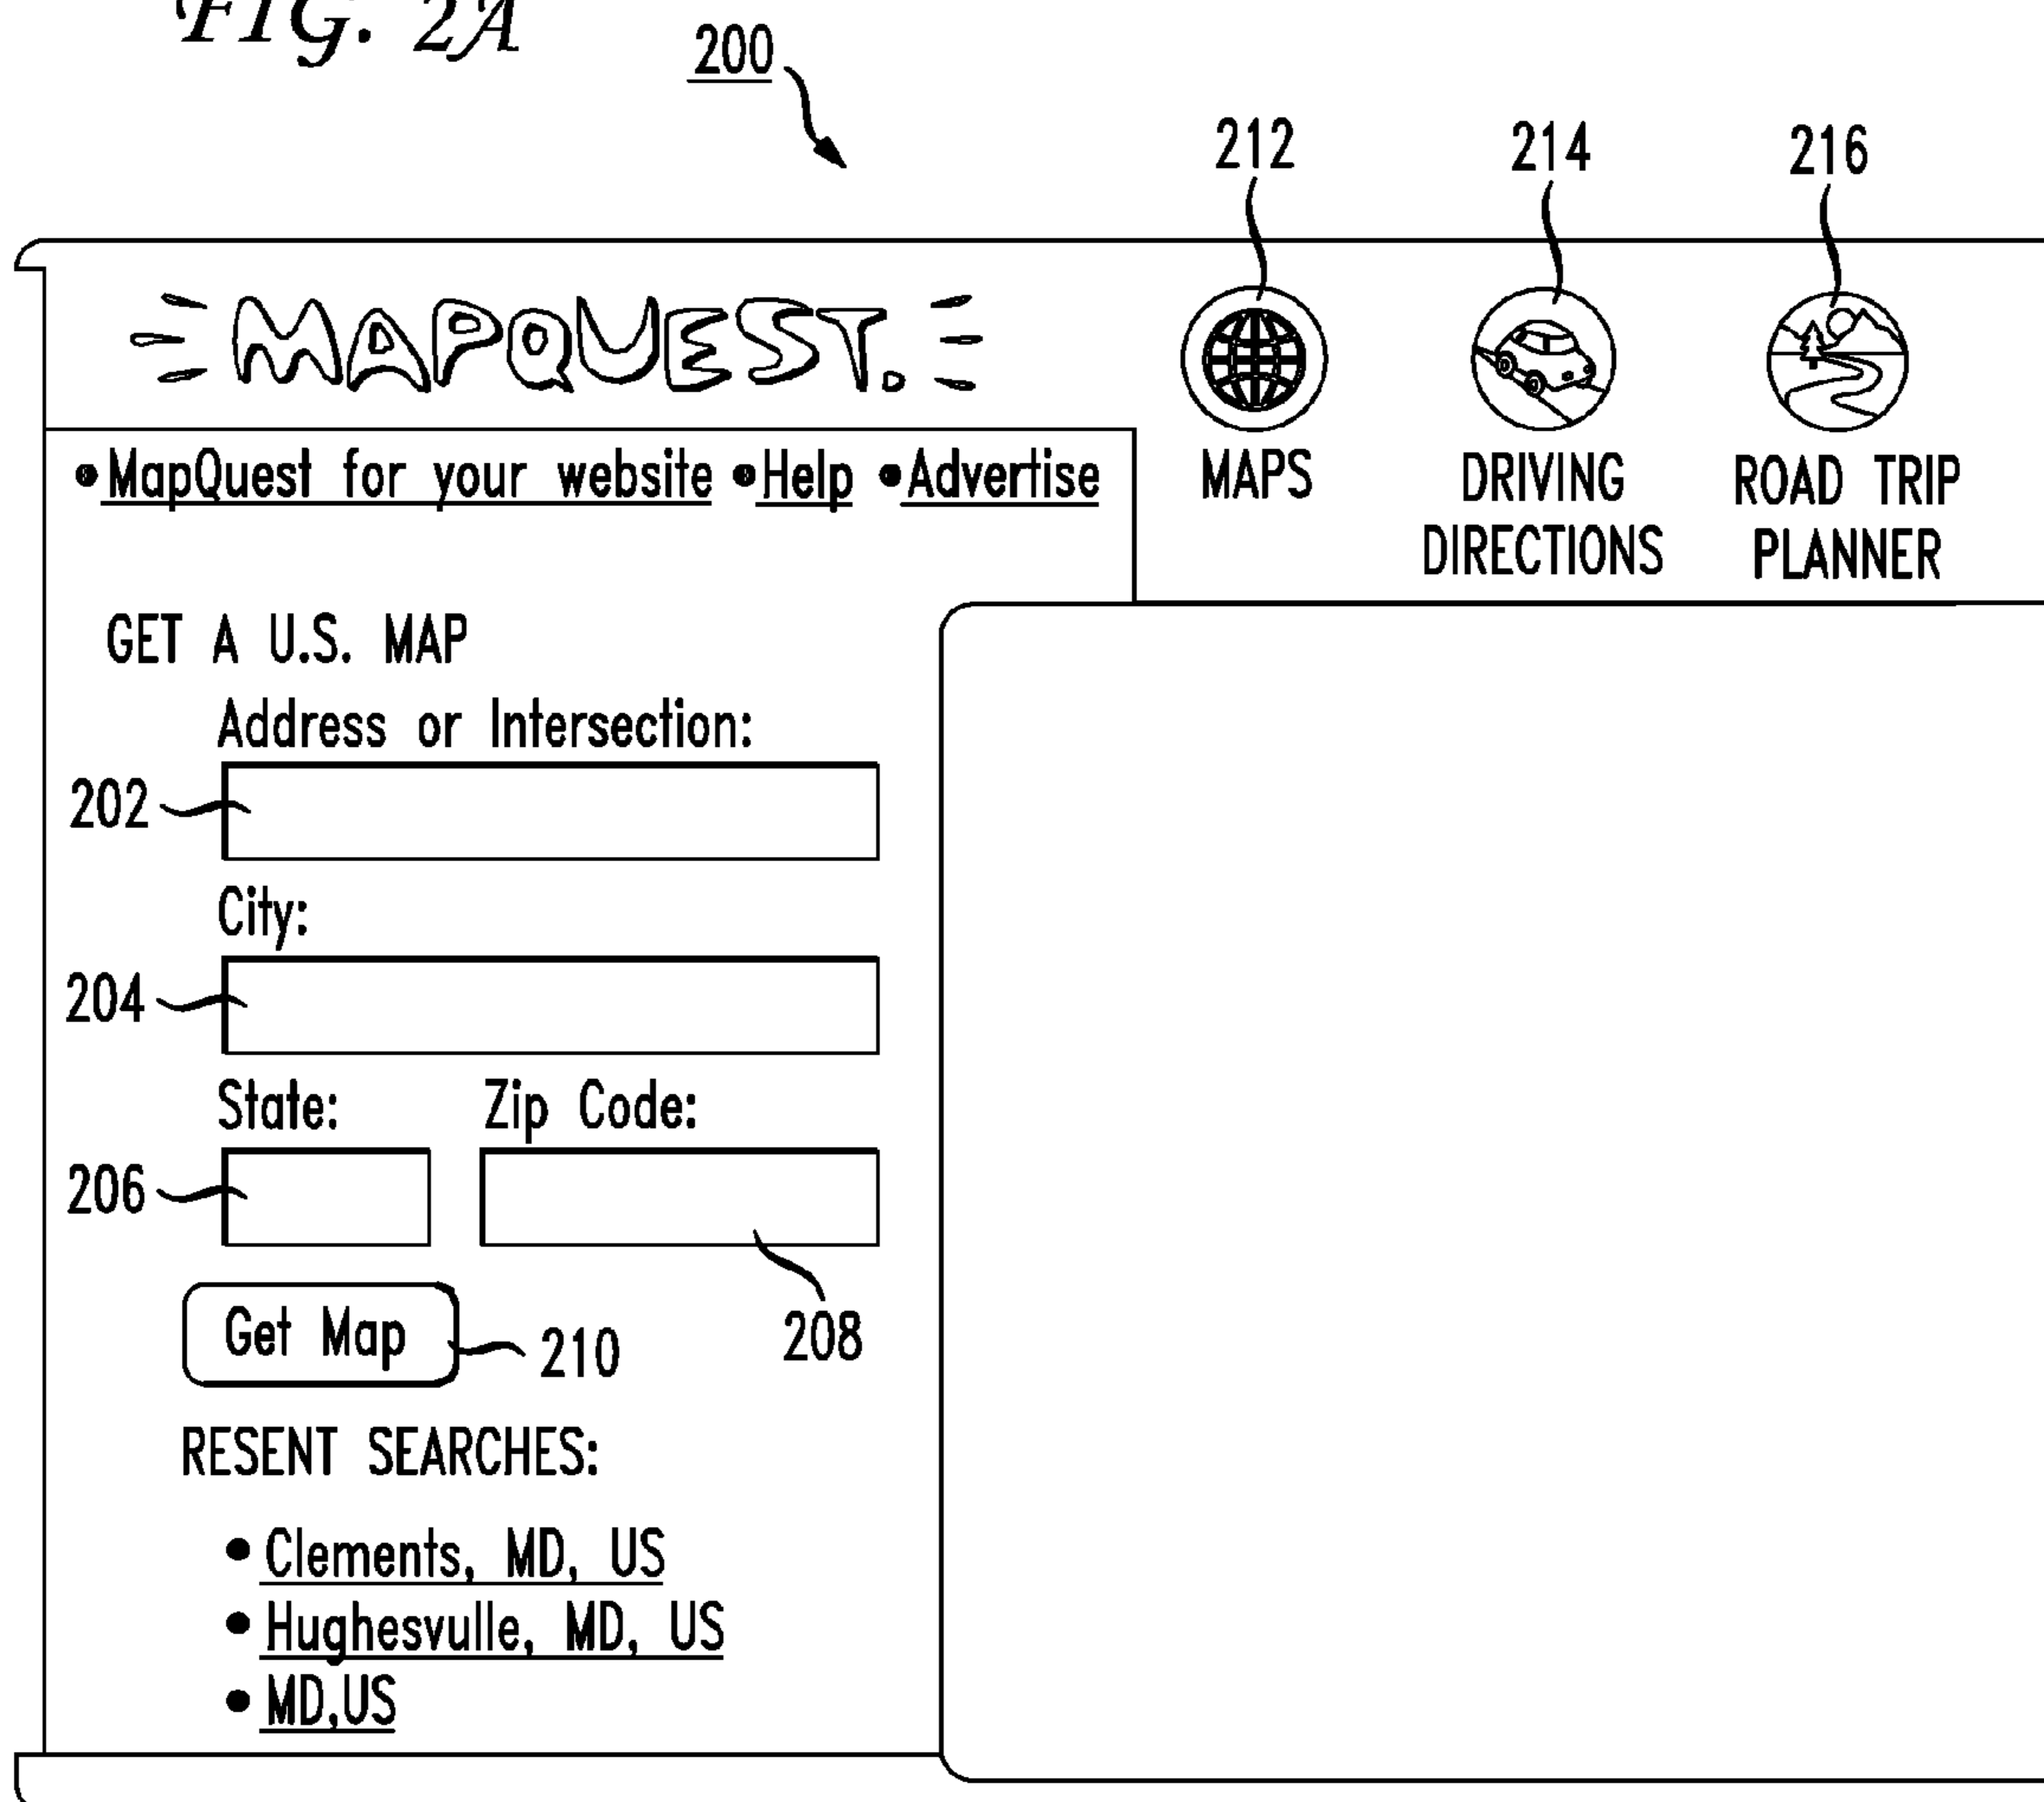 FIG. 2A
200
212 214 216
MAPQUEST.
•MapQuest for your website •Help •Advertise
MAPS
DRIVING
DIRECTIONS
ROAD TRIP
PLANNER
GET A U.S. MAP
Address or Intersection:
202
City:
204
State: Zip Code:
206
208
Get Map 210
RESENT SEARCHES:
• Clements, MD, US
• Hughesvulle, MD, US
• MD,US